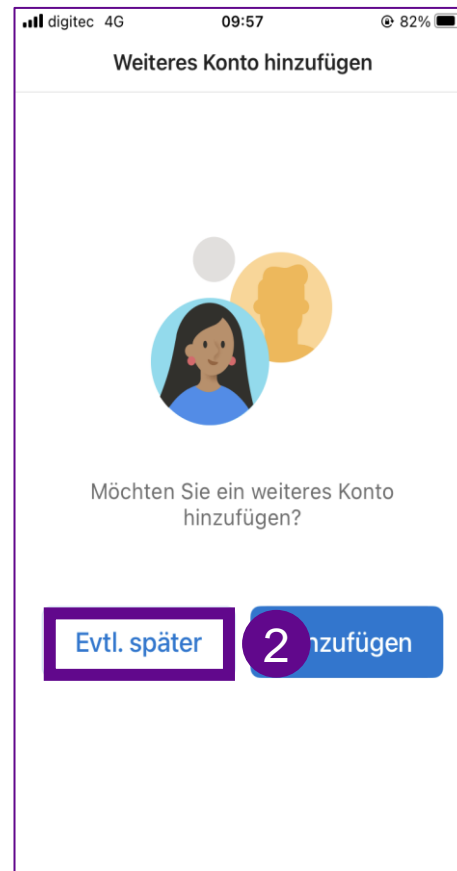 digitec 4G 09:57 82%
Weiteres Konto hinzufügen
Möchten Sie ein weiteres Konto
hinzufügen?
Evtl. später 2 nzufügen